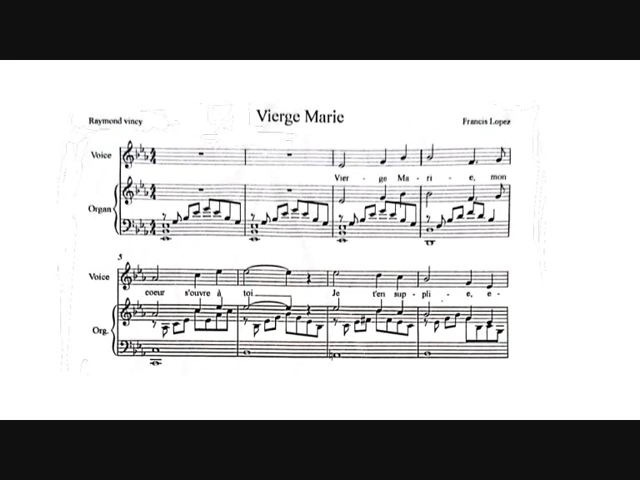 Vierge Marie
Raymond vincy
Francis Lopez
Voice
Vier - ge Ma - ri - e, mon
Organ
5
Voice
coeur s'ouvre à toi Je t'en sup - pli - e, e -
Org.